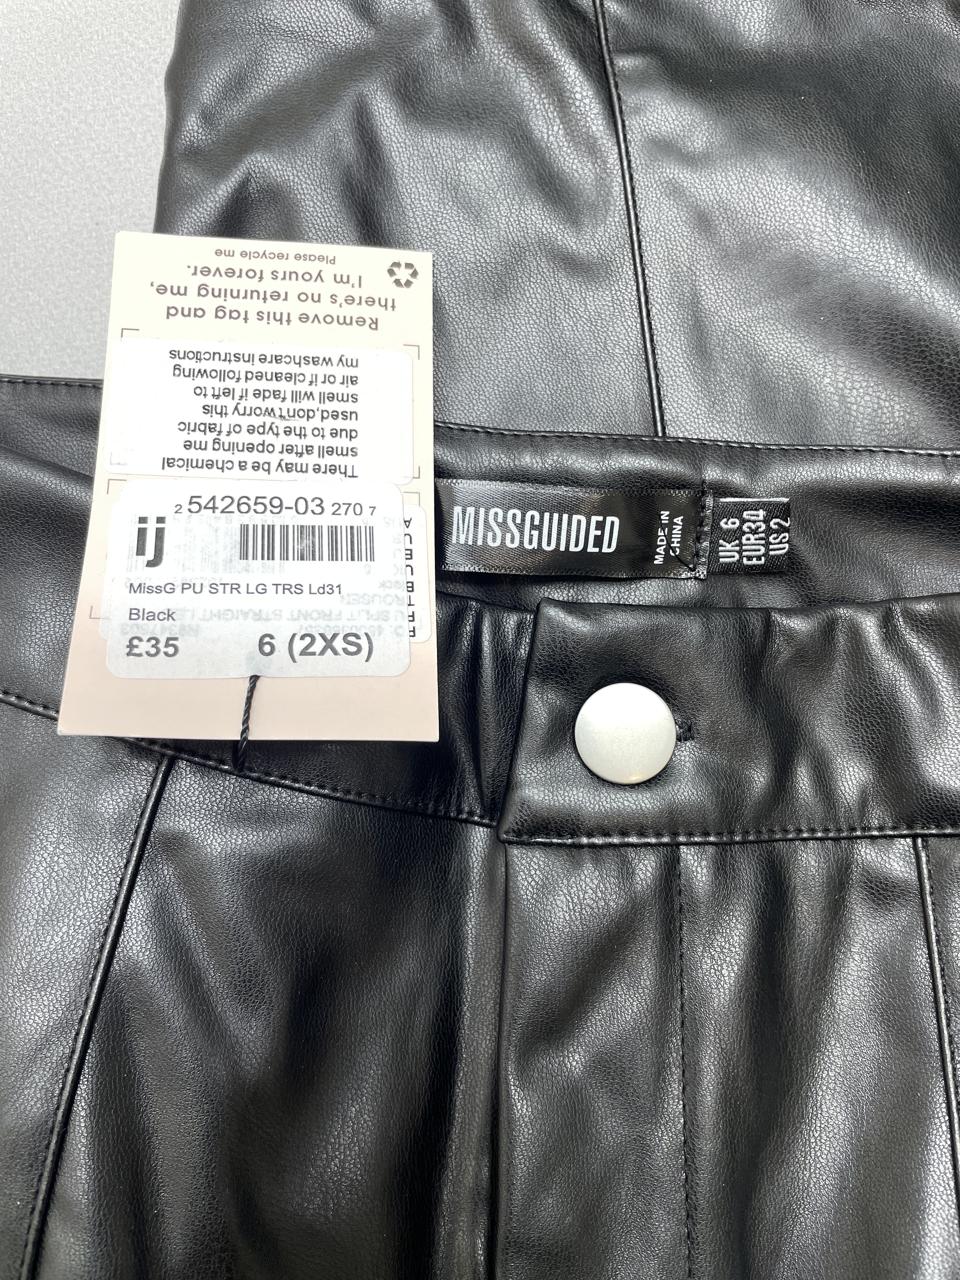 Please recycle me
I'm yours forever.
there's no returning me,
Remove this tag and
There may be a chemical
smell after opening me
due to the type of fabric
used,don't worry this
smell will fade if left to
air or if cleaned following
my washcare instructions
2 542659-03 270 7
ij
MissG PU STR LG TRS Ld31
Black
£35 6 (2XS)
MISSGUIDED
MADE IN
CHINA
UK 6
EUR34
US 2